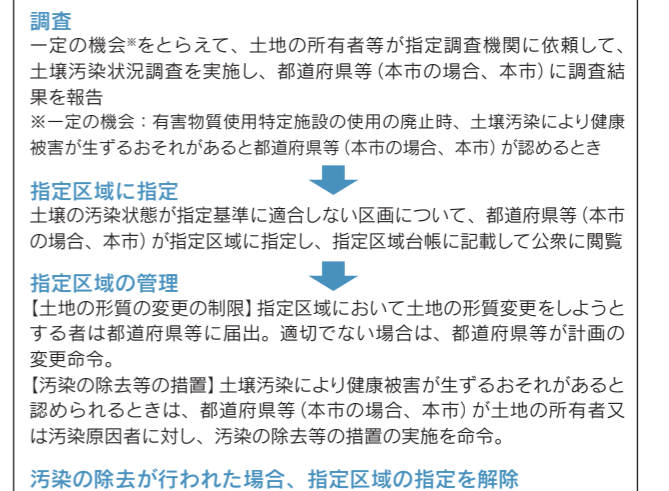 調査
一定の機会※をとらえて、土地の所有者等が指定調査機関に依頼して、
土壌汚染状況調査を実施し、都道府県等(本市の場合、本市)に調査結
果を報告
※一定の機会：有害物質使用特定施設の使用の廃止時、土壌汚染により健康
被害が生ずるおそれがあると都道府県等(本市の場合、本市)が認めるとき
指定区域に指定
土壌の汚染状態が指定基準に適合しない区画について、都道府県等(本市
の場合、本市)が指定区域に指定し、指定区域台帳に記載して公衆に閲覧
指定区域の管理
【土地の形質の変更の制限】指定区域において土地の形質変更をしようと
する者は都道府県等に届出。適切でない場合は、都道府県等が計画の
変更命令。
【汚染の除去等の措置】土壌汚染により健康被害が生ずるおそれがあると
認められるときは、都道府県等(本市の場合、本市)が土地の所有者又
は汚染原因者に対し、汚染の除去等の措置の実施を命令。
汚染の除去が行われた場合、指定区域の指定を解除